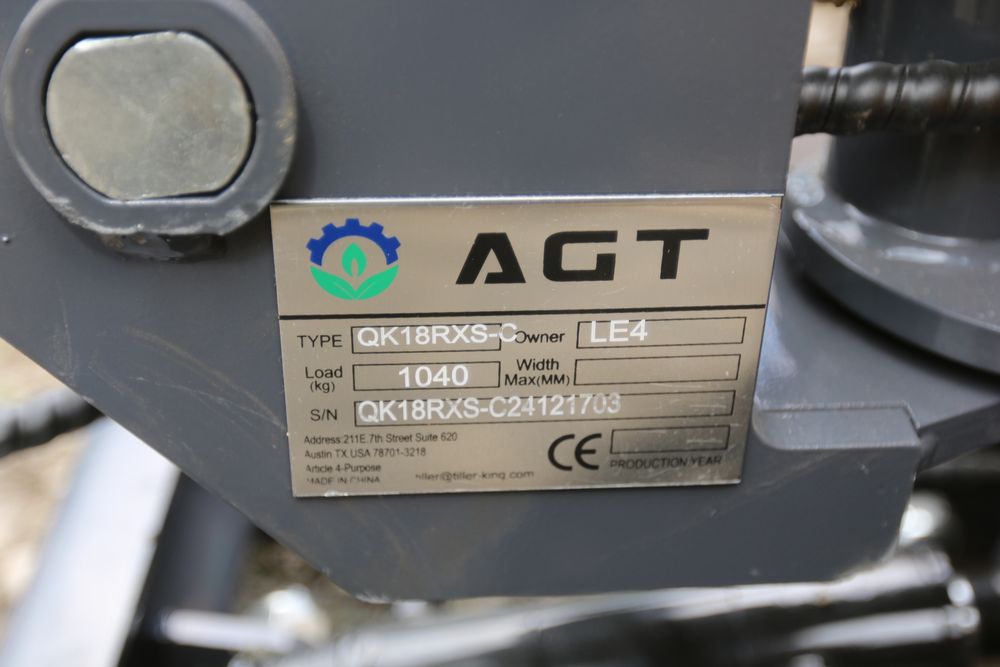 AGT
TYPE QK18RXS-C Owner LE4
Load (kg) 1040 Width Max(MM)
S/N QK18RXS-C24121703
Address:211E.7th Street Suite 620
Austin TX.USA 78701-3218
Article 4-Purpose
MADE IN CHINA
tiller@tiller-king.com
CE
PRODUCTION YEAR